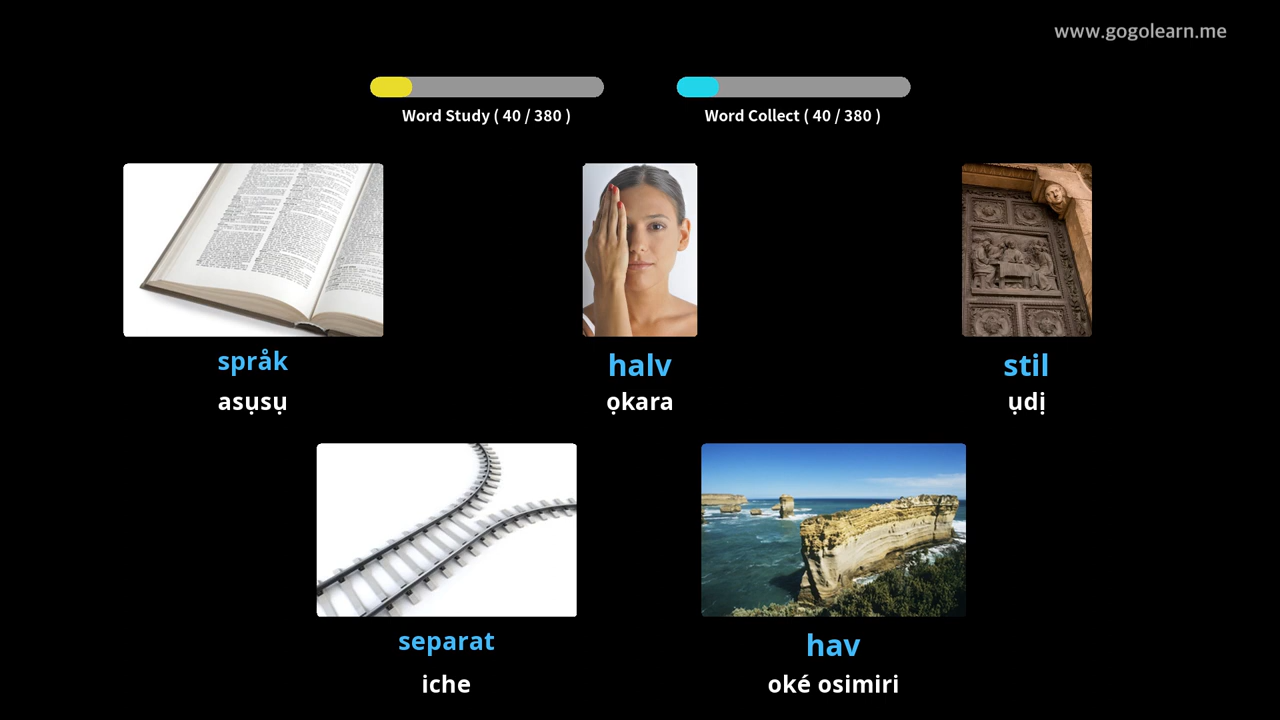 www.gogolearn.me
Word Study ( 40 / 380 )
Word Collect ( 40 / 380 )
språk
asụsụ
halv
ọkara
stil
ụdị
separat
iche
hav
oké osimiri